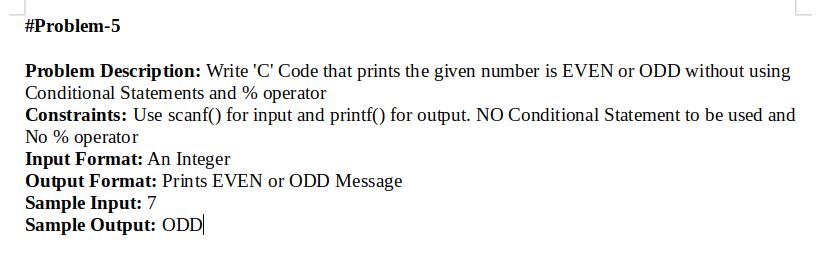 #Problem-5
Problem Description: Write 'C' Code that prints the given number is EVEN or ODD without using
Conditional Statements and % operator
Constraints: Use scanf() for input and printf() for output. NO Conditional Statement to be used and
No % operator
Input Format: An Integer
Output Format: Prints EVEN or ODD Message
Sample Input: 7
Sample Output: ODD